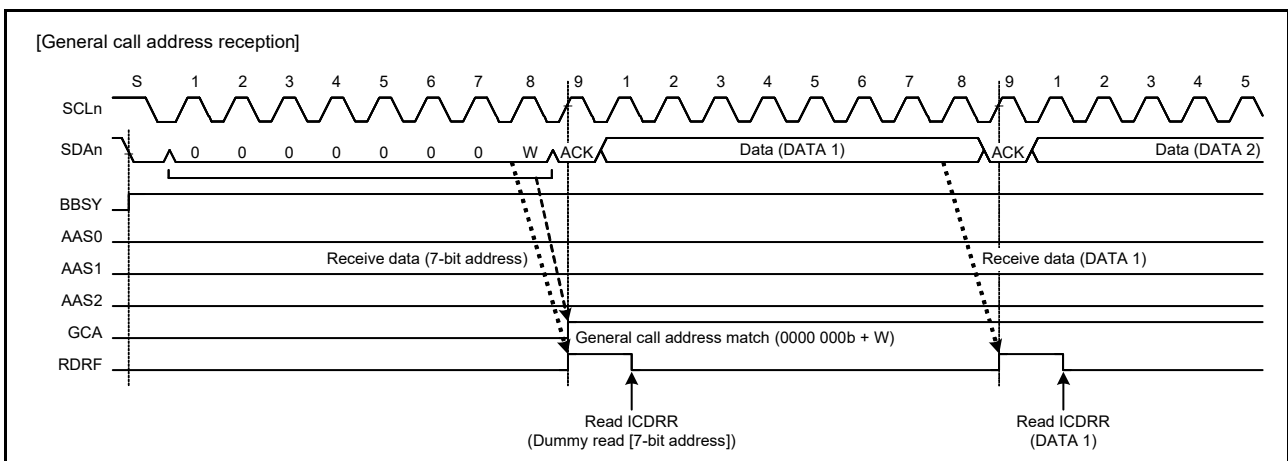 [General call address reception]
S 1 2 3 4 5 6 7 8 9 1 2 3 4 5 6 7 8 9 1 2 3 4 5
SCLn
SDAn 0 0 0 0 0 0 0 W ACK Data (DATA 1) ACK Data (DATA 2)
BBSY
AAS0
Receive data (7-bit address) Receive data (DATA 1)
AAS1
AAS2
GCA General call address match (0000 000b + W)
RDRF
Read ICDRR Read ICDRR
(Dummy read [7-bit address]) (DATA 1)